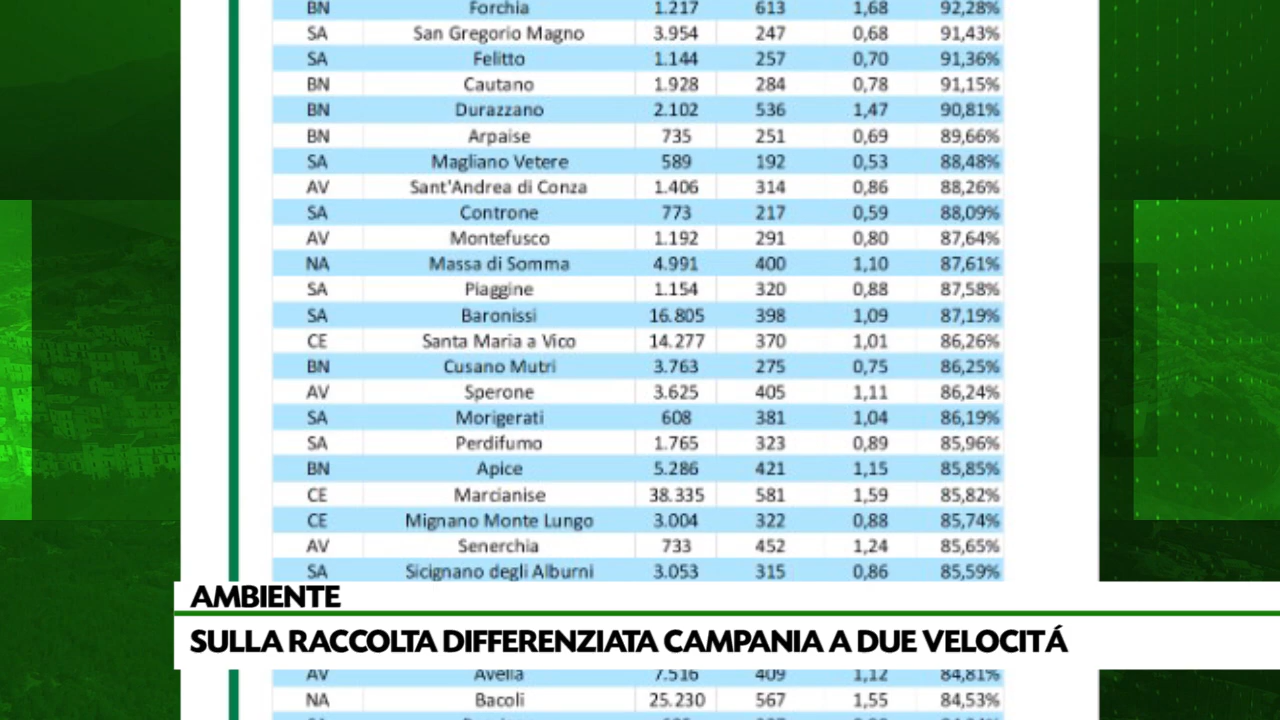 BN Forchia 1.217 613 1,68 92,28%
SA San Gregorio Magno 3.954 247 0,68 91,43%
SA Felitto 1.144 257 0,70 91,36%
BN Cautano 1.928 284 0,78 91,15%
BN Durazzano 2.102 536 1,47 90,81%
BN Arpaise 735 251 0,69 89,66%
SA Magliano Vetere 589 192 0,53 88,48%
AV Sant'Andrea di Conza 1.406 314 0,86 88,26%
SA Controne 773 217 0,59 88,09%
AV Montefusco 1.192 291 0,80 87,64%
NA Massa di Somma 4.991 400 1,10 87,61%
SA Piaggine 1.154 320 0,88 87,58%
SA Baronissi 16.805 398 1,09 87,19%
CE Santa Maria a Vico 14.277 370 1,01 86,26%
BN Cusano Mutri 3.763 275 0,75 86,25%
AV Sperone 3.625 405 1,11 86,24%
SA Morigerati 608 381 1,04 86,19%
SA Perdifumo 1.765 323 0,89 85,96%
BN Apice 5.286 421 1,15 85,85%
CE Marcianise 38.335 581 1,59 85,82%
CE Mignano Monte Lungo 3.004 322 0,88 85,74%
AV Senerchia 733 452 1,24 85,65%
SA Sicignano degli Alburni 3.053 315 0,86 85,59%
AMBIENTE
SULLA RACCOLTA DIFFERENZIATA CAMPANIA A DUE VELOCITÁ
AV Avella 7.516 409 1,12 84,81%
NA Bacoli 25.230 567 1,55 84,53%